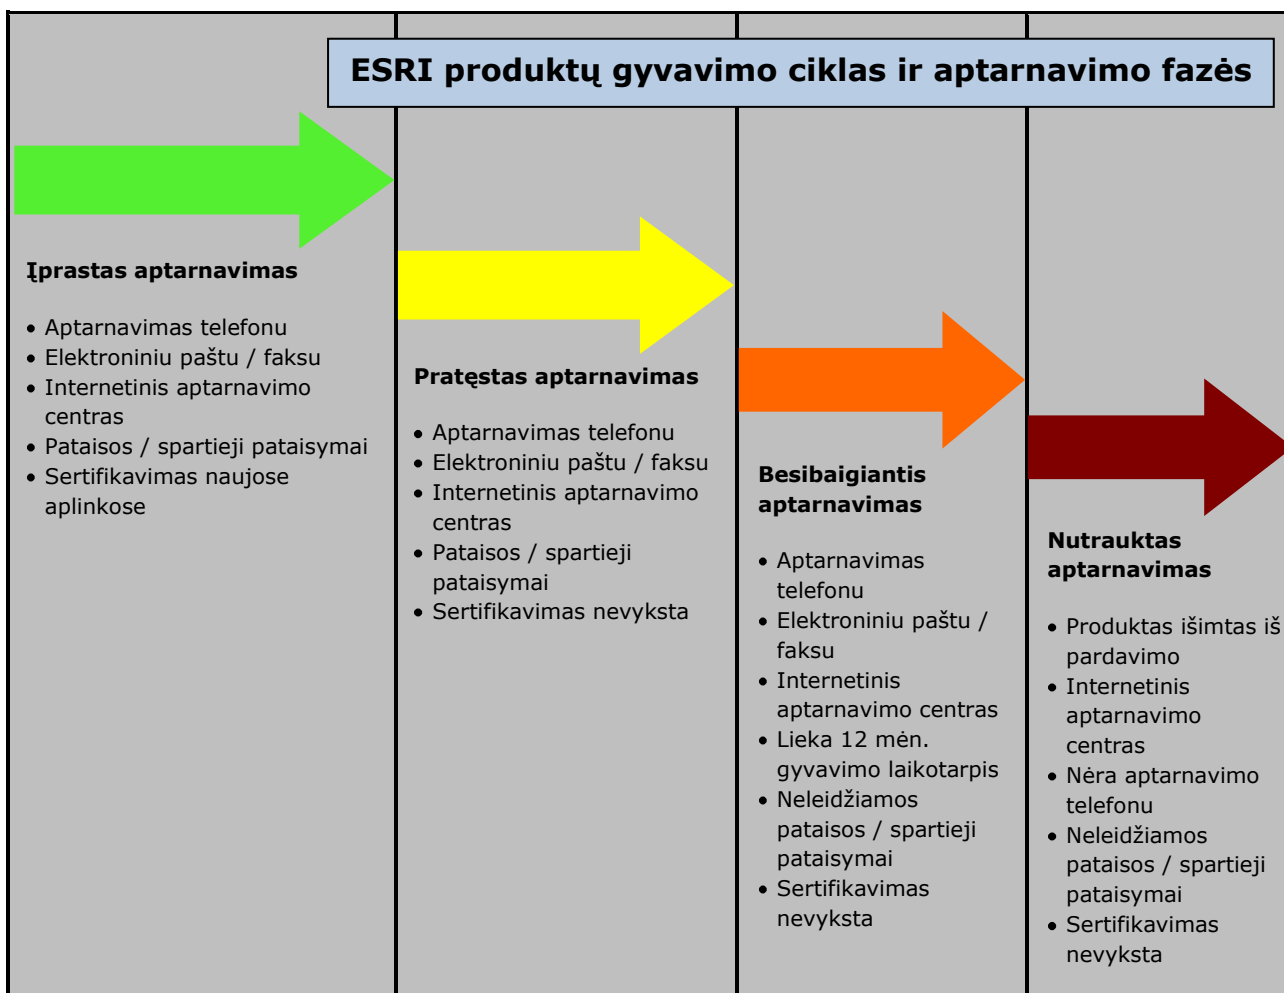 ESRI produktų gyvavimo ciklas ir aptarnavimo fazės
Įprastas aptarnavimas
• Aptarnavimas telefonu
• Elektroniniu paštu / faksu
• Internetinis aptarnavimo
centras
• Pataisos / spartieji pataisymai
• Sertifikavimas naujose
aplinkose
Pratęstas aptarnavimas
• Aptarnavimas telefonu
• Elektroniniu paštu / faksu
• Internetinis aptarnavimo
centras
• Pataisos / spartieji
pataisymai
• Sertifikavimas nevyksta
Besibaigiantis
aptarnavimas
• Aptarnavimas
telefonu
• Elektroniniu paštu /
faksu
• Internetinis
aptarnavimo centras
• Lieka 12 mėn.
gyvavimo laikotarpis
• Neleidžiamos
pataisos / spartieji
pataisymai
• Sertifikavimas
nevyksta
Nutrauktas
aptarnavimas
• Produktas išimtas iš
pardavimo
• Internetinis
aptarnavimo
centras
• Nėra aptarnavimo
telefonu
• Neleidžiamos
pataisos / spartieji
pataisymai
• Sertifikavimas
nevyksta